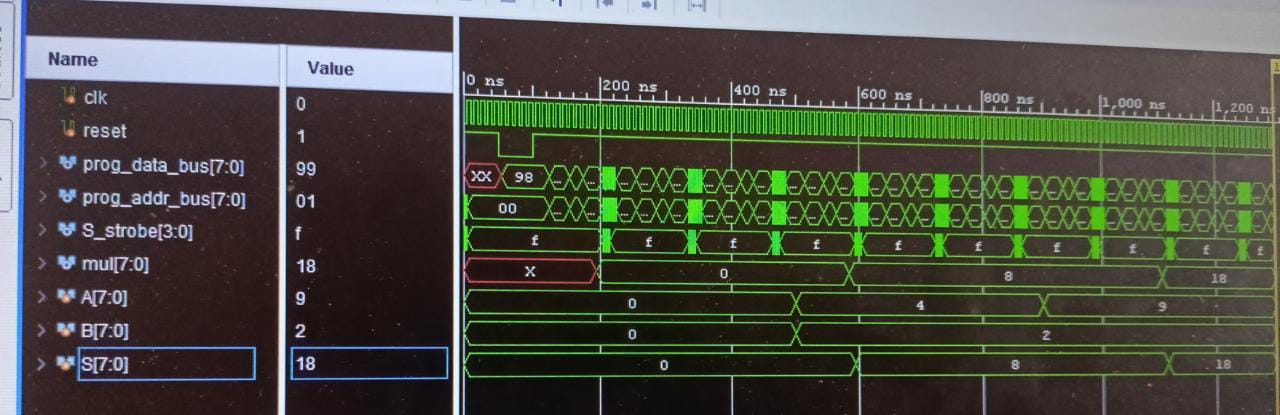 Name Value
0 ns 200 ns 400 ns 600 ns 800 ns 1,000 ns 1,200 ns
clk 0
reset 1
prog_data_bus[7:0] 99 XX 98
prog_addr_bus[7:0] 01 00
S_strobe[3:0] f f f f f f f f f f f
mul[7:0] 18 X 0 8 18
A[7:0] 9 0 4 9
B[7:0] 2 0 2
S[7:0] 18 0 8 18